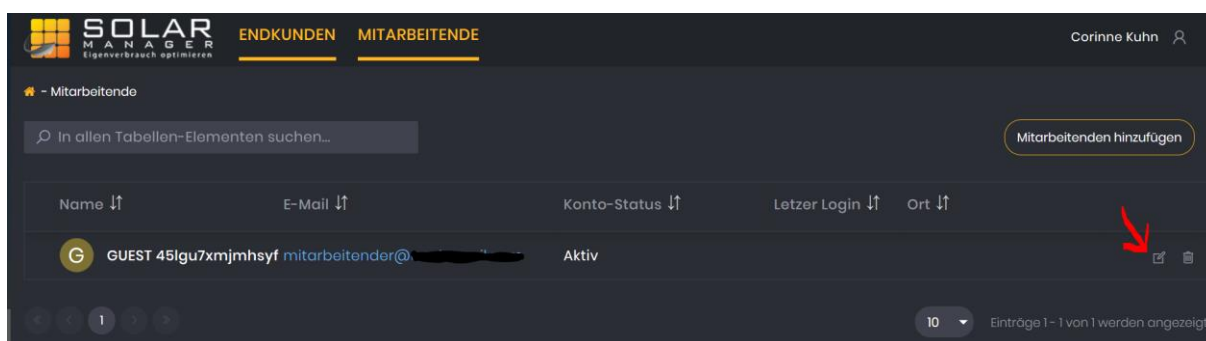 SOLAR
MANAGER
Eigenverbrauch optimieren
ENDKUNDEN MITARBEITENDE
Corinne Kuhn
- Mitarbeitende
In allen Tabellen-Elementen suchen...
Mitarbeitenden hinzufügen
Name E-Mail Konto-Status Letzer Login Ort
G GUEST 45lgu7xmjmhsyf mitarbeitender@ Aktiv
1 10 Einträge 1 - 1 von 1 werden angezeigt